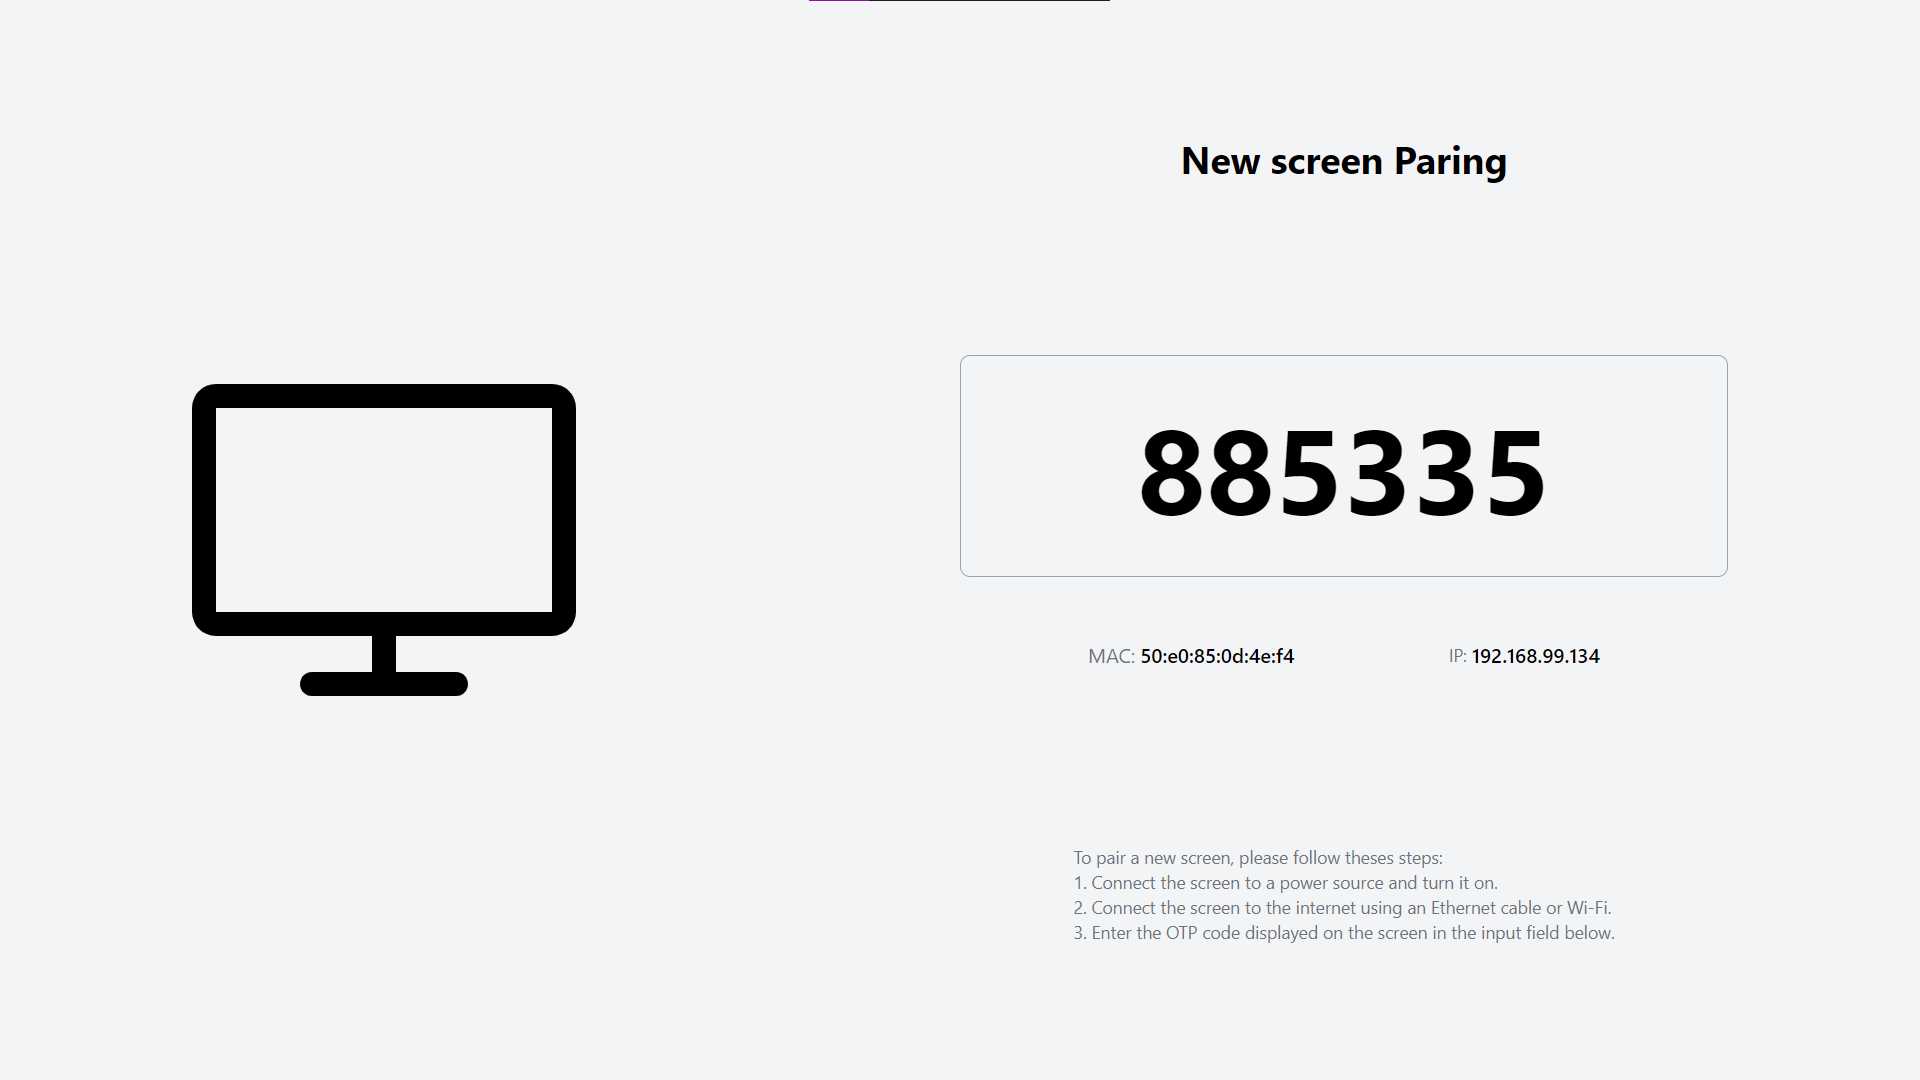 New screen Paring
885335
MAC: 50:e0:85:0d:4e:f4
IP: 192.168.99.134
To pair a new screen, please follow theses steps:
1. Connect the screen to a power source and turn it on.
2. Connect the screen to the internet using an Ethernet cable or Wi-Fi.
3. Enter the OTP code displayed on the screen in the input field below.